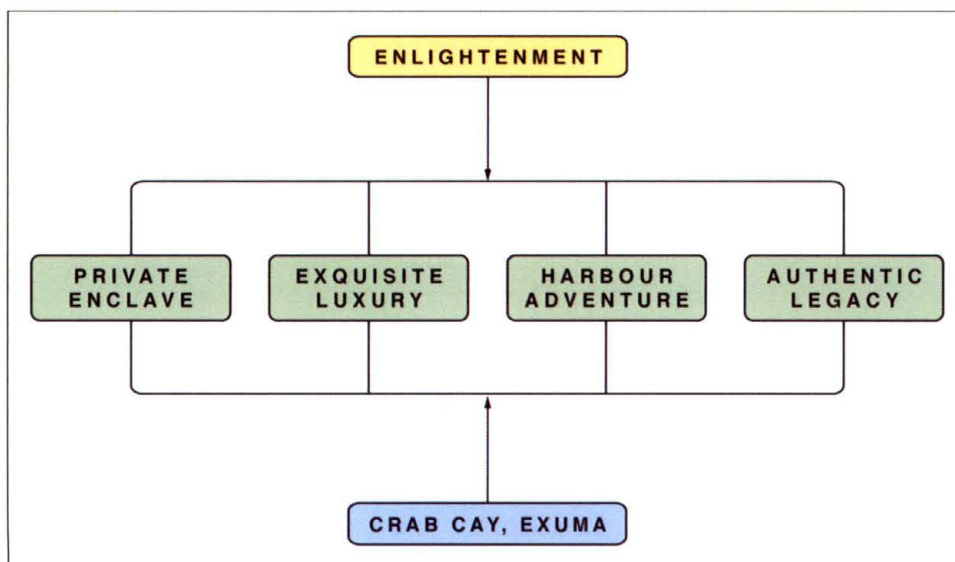 ENLIGHTENMENT
PRIVATE
ENCLAVE
EXQUISITE
LUXURY
HARBOUR
ADVENTURE
AUTHENTIC
LEGACY
CRAB CAY, EXUMA